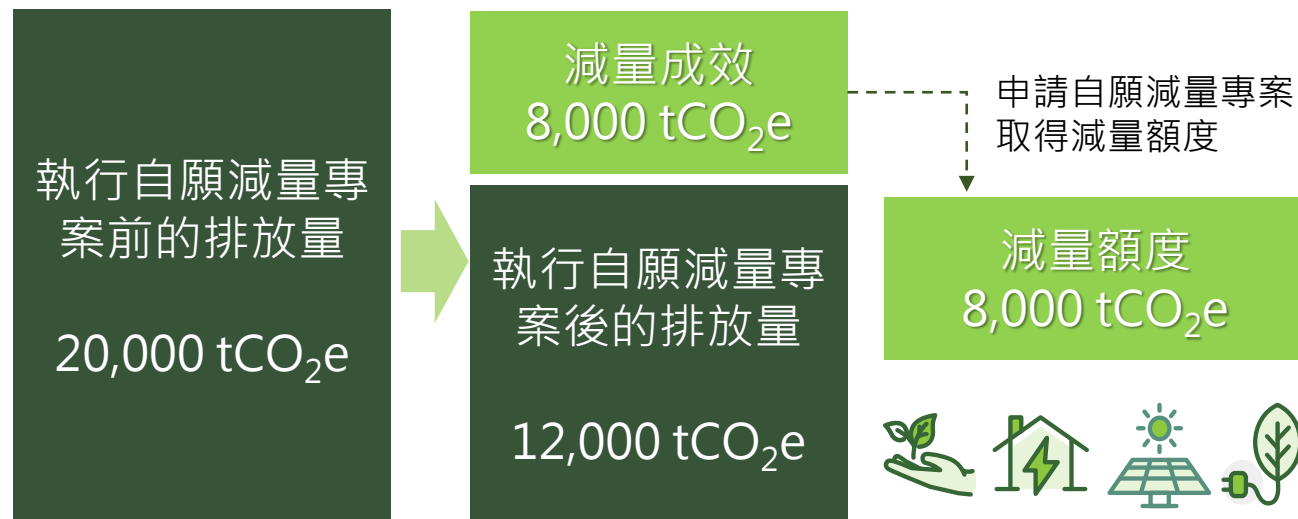 執行自願減量專
案前的排放量
20,000 tCO₂e
減量成效
8,000 tCO₂e
執行自願減量專
案後的排放量
12,000 tCO₂e
申請自願減量專案
取得減量額度
減量額度
8,000 tCO₂e